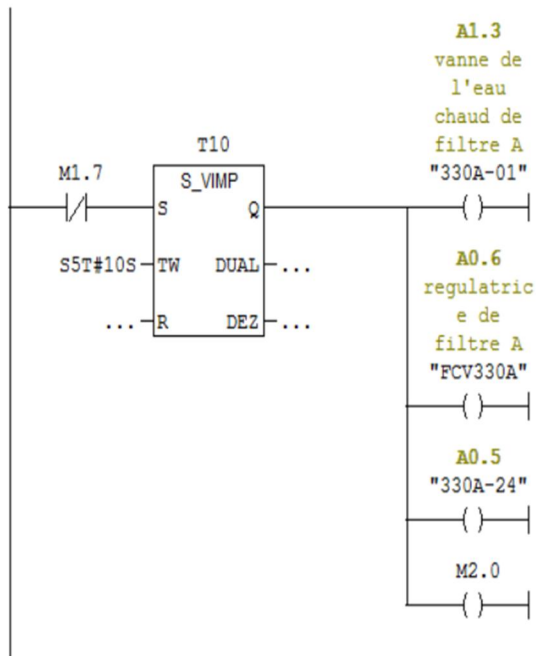 A1.3
vanne de
l'eau
chaud de
filtre A
"330A-01"
T10
M1.7
S_VIMP
S Q
S5T#10S TW DUAL ...
... R DEZ ...
A0.6
regulatric
e de
filtre A
"FCV330A"
A0.5
"330A-24"
M2.0